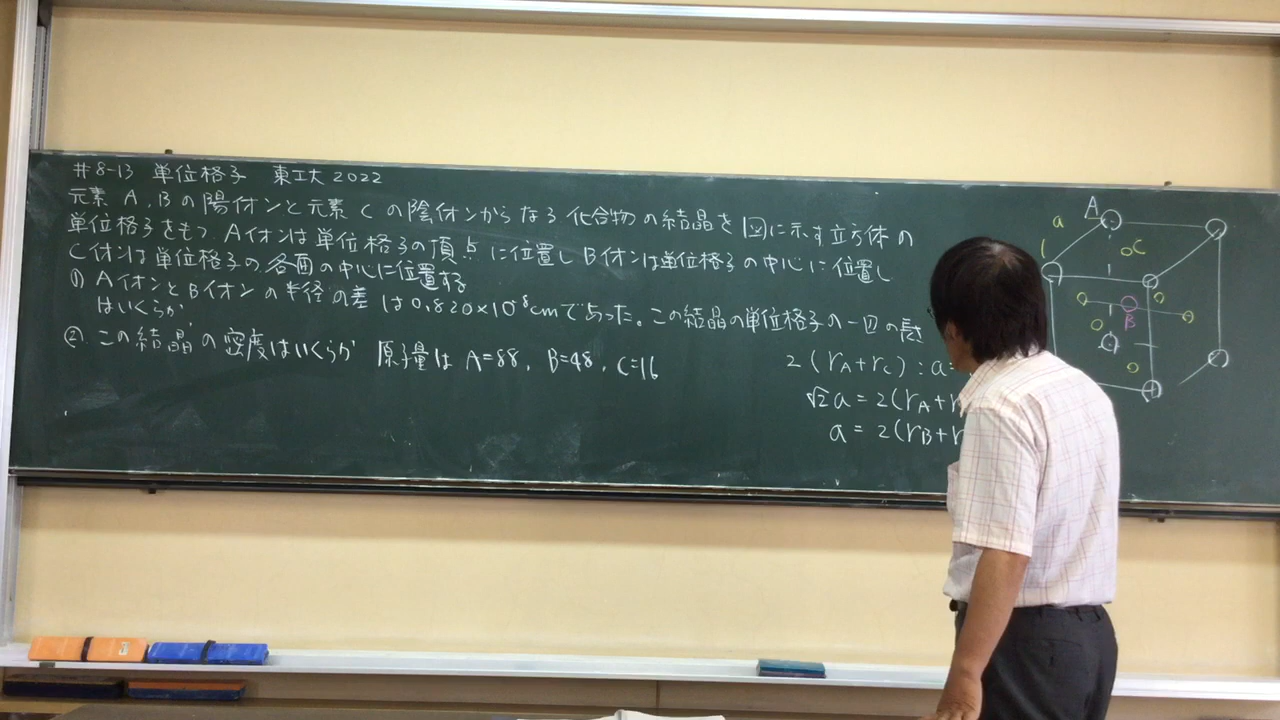 #8-13 単位格子 東工大 2022
元素 A, Bの陽イオンと元素Cの陰イオンからなる化合物の結晶を図に示す立方体の
単位格子をもつ. Aイオンは単位格子の頂点に位置し Bイオンは単位格子の中心に位置し
Cイオンは単位格子の各面の中心に位置する
(1) AイオンとBイオンの半径の差は0.820×10⁻⁸cmであった。この結晶の単位格子の一辺の長さ
はいくらか
(2) この結晶の密度はいくらか 原子量は A=88, B=48, C=16
2(rA+rC):a=
√2a=2(rA+r
a=2(rB+r
A
a
C
1
B